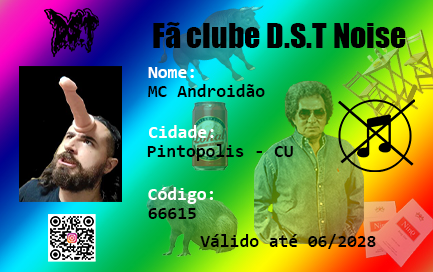 D.S.T
Fã clube D.S.T Noise
Nome:
MC Androidão
Cidade:
Pintopolis - CU
Código:
66615
Válido até 06/2028